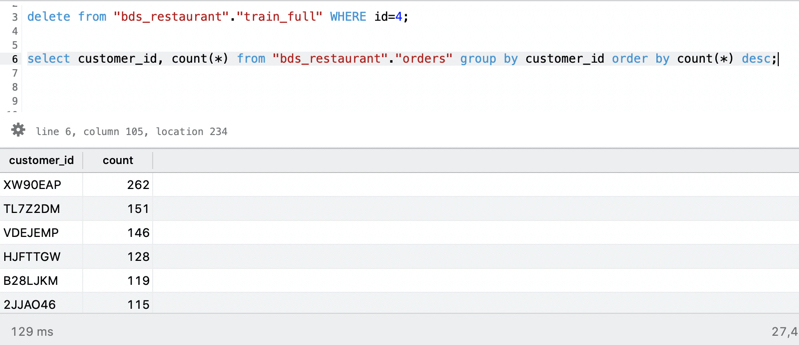 3 delete from "bds_restaurant"."train_full" WHERE id=4;
4
5
6 select customer_id, count(*) from "bds_restaurant"."orders" group by customer_id order by count(*) desc;
7
8
9
line 6, column 105, location 234
customer_id count
XW90EAP 262
TL7Z2DM 151
VDEJEMP 146
HJFTTGW 128
B28LJKM 119
2JJAO46 115
129 ms 27,4